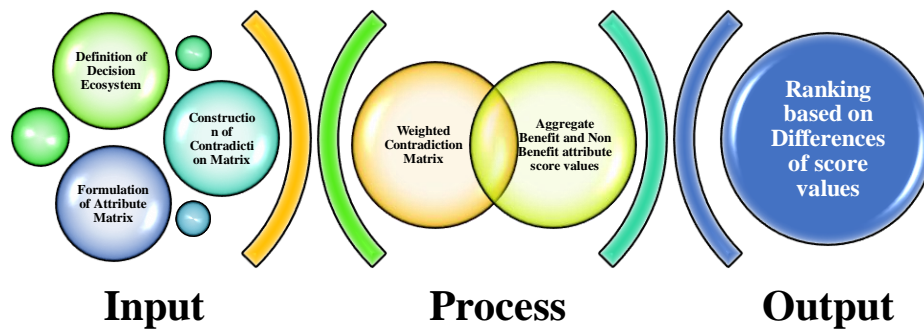 Definition of
Decision
Ecosystem
Constructio
n of
Contradicti
on Matrix
Formulation
of Attribute
Matrix
Input
Weighted
Contradiction
Matrix
Aggregate
Benefit and Non
Benefit attribute
score values
Process
Ranking
based on
Differences
of score
values
Output